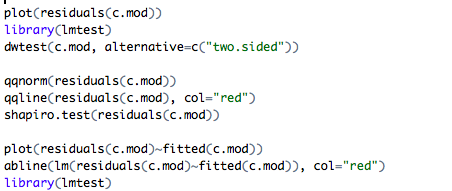 plot(residuals(c.mod))
library(lmtest)
dwtest(c.mod, alternative=c("two.sided"))
qqnorm(residuals(c.mod))
qqline(residuals(c.mod), col="red")
shapiro.test(residuals(c.mod))
plot(residuals(c.mod)~fitted(c.mod))
abline(lm(residuals(c.mod)~fitted(c.mod)), col="red")
library(lmtest)